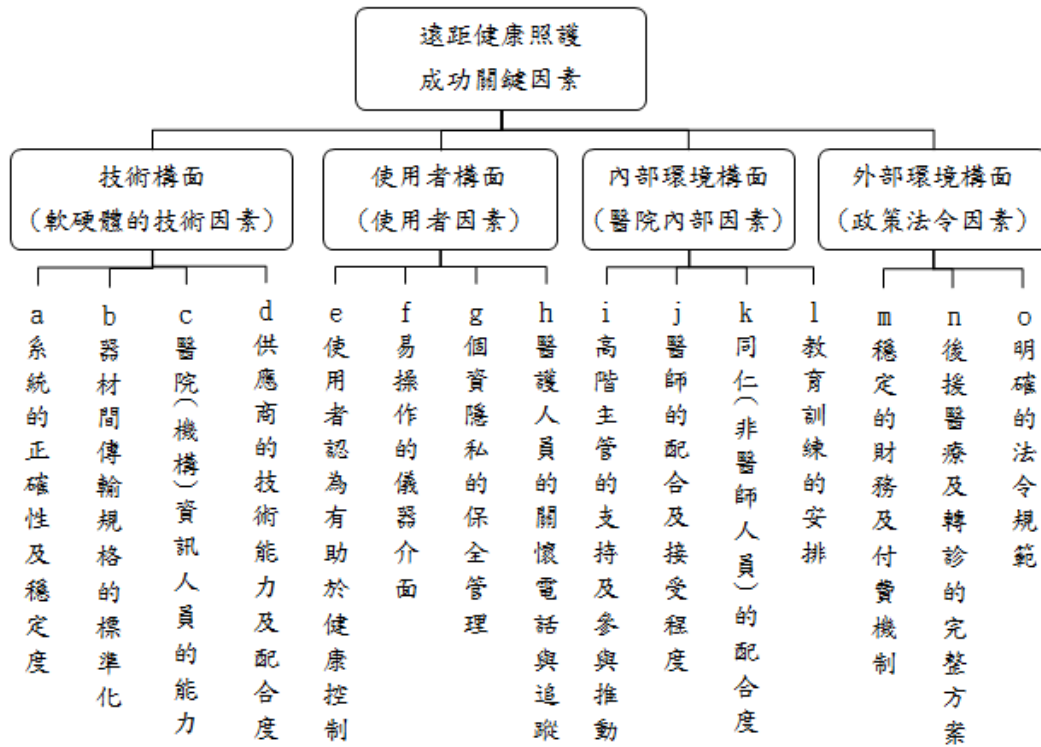 遠距健康照護
成功關鍵因素
技術構面
（軟硬體的技術因素）
使用者構面
（使用者因素）
內部環境構面
（醫院內部因素）
外部環境構面
（政策法令因素）
a系統的正確性及穩定度
b器材間傳輸規格的標準化
c醫院（機構）資訊人員的能力
d供應商的技術能力及配合度
e使用者認為有助於健康控制
f易操作的儀器介面
g個資隱私的保全管理
h醫護人員的關懷電話與追蹤
i高階主管的支持及參與推動
j醫師的配合及接受程度
k同仁（非醫師人員）的配合度
l教育訓練的安排
m穩定的財務及付費機制
n後援醫療及轉診的完整方案
o明確的法令規範